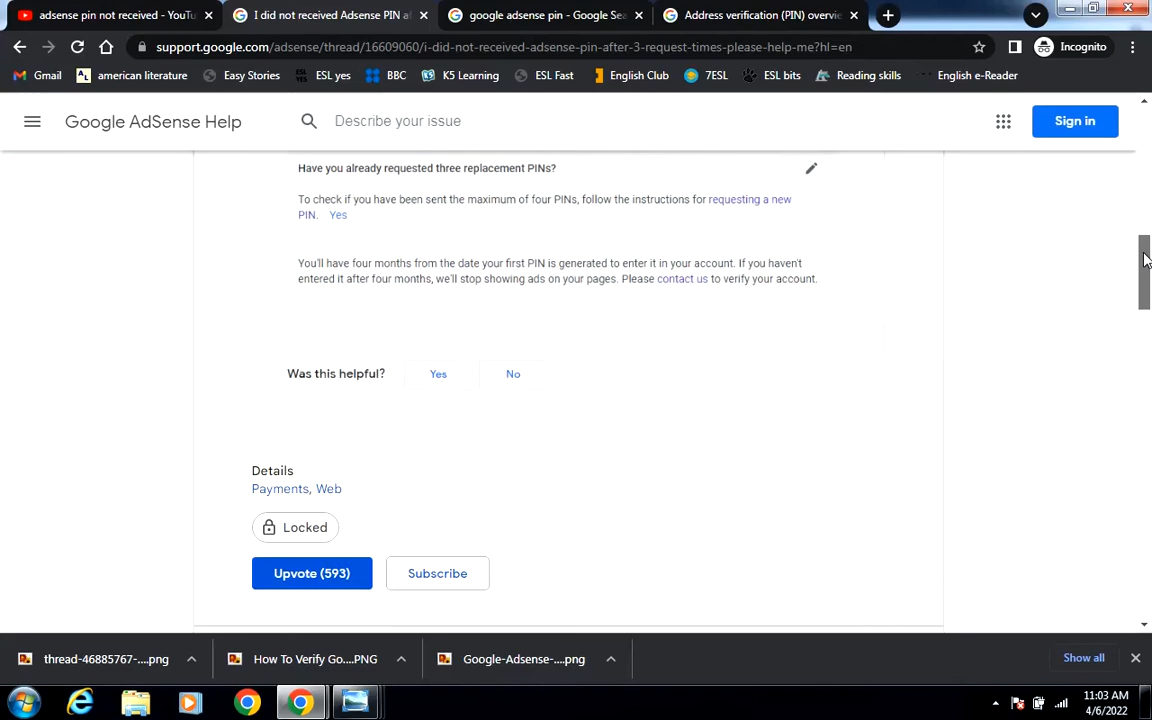 adsense pin not received - YouTu
I did not received Adsense PIN a
google adsense pin - Google Sea
Address verification (PIN) overvi
support.google.com/adsense/thread/16609060/i-did-not-received-adsense-pin-after-3-request-times-please-help-me?hl=en
Incognito
Gmail
american literature
Easy Stories
ESL yes
BBC
K5 Learning
ESL Fast
English Club
7ESL
ESL bits
Reading skills
English e-Reader
Google AdSense Help
Describe your issue
Sign in
Have you already requested three replacement PINs?
To check if you have been sent the maximum of four PINs, follow the instructions for requesting a new
PIN. Yes
You'll have four months from the date your first PIN is generated to enter it in your account. If you haven't
entered it after four months, we'll stop showing ads on your pages. Please contact us to verify your account.
Was this helpful?
Yes
No
Details
Payments, Web
Locked
Upvote (593)
Subscribe
thread-46885767-....png
How To Verify Go....PNG
Google-Adsense-....png
Show all
11:03 AM
4/6/2022